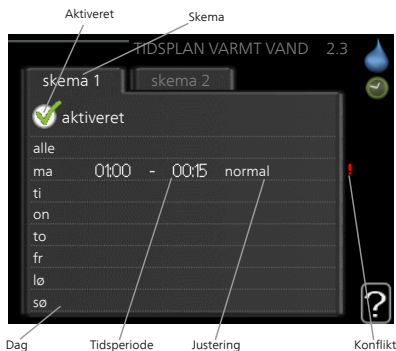 Aktiveret
Skema
TIDSPLAN VARMT VAND 2.3
skema 1 skema 2
aktiveret
alle
ma 01:00 - 00:15 normal !
ti
on
to
fr
lø
sø
?
Dag Tidsperiode Justering Konflikt